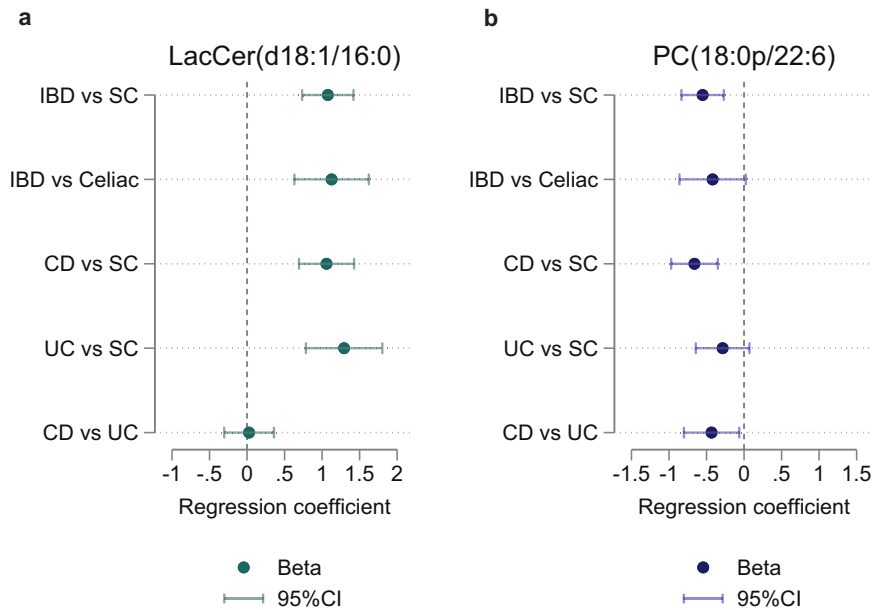 a
LacCer(d18:1/16:0)
IBD vs SC
IBD vs Celiac
CD vs SC
UC vs SC
CD vs UC
-1 -.5 0 .5 1 1.5 2
Regression coefficient
Beta
95%CI
b
PC(18:0p/22:6)
IBD vs SC
IBD vs Celiac
CD vs SC
UC vs SC
CD vs UC
-1.5 -1 -.5 0 .5 1 1.5
Regression coefficient
Beta
95%CI